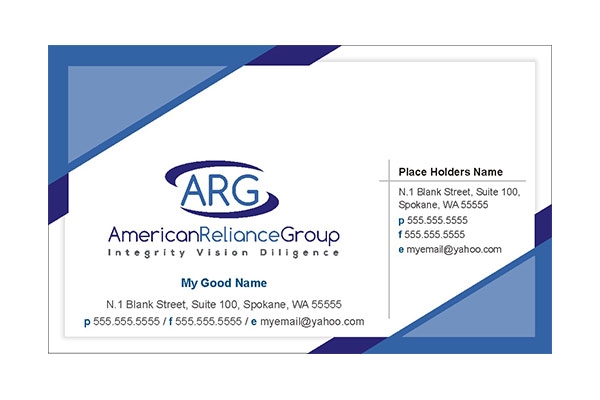 ARG
AmericanRelianceGroup
Integrity Vision Diligence
My Good Name
N.1 Blank Street, Suite 100, Spokane, WA 55555
p 555.555.5555 / f 555.555.5555 / e myemail@yahoo.com
Place Holders Name
N.1 Blank Street, Suite 100,
Spokane, WA 55555
p 555.555.5555
f 555.555.5555
e myemail@yahoo.com